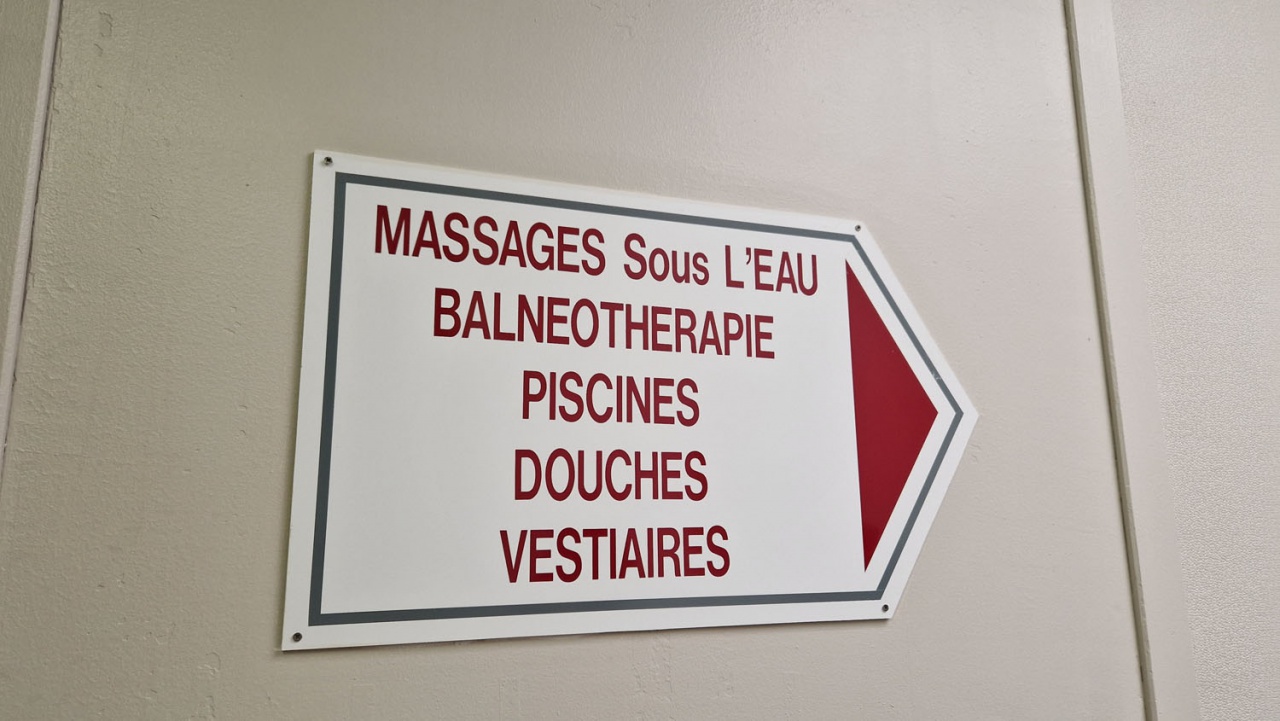 MASSAGES Sous L'EAU
BALNEOTHERAPIE
PISCINES
DOUCHES
VESTIAIRES